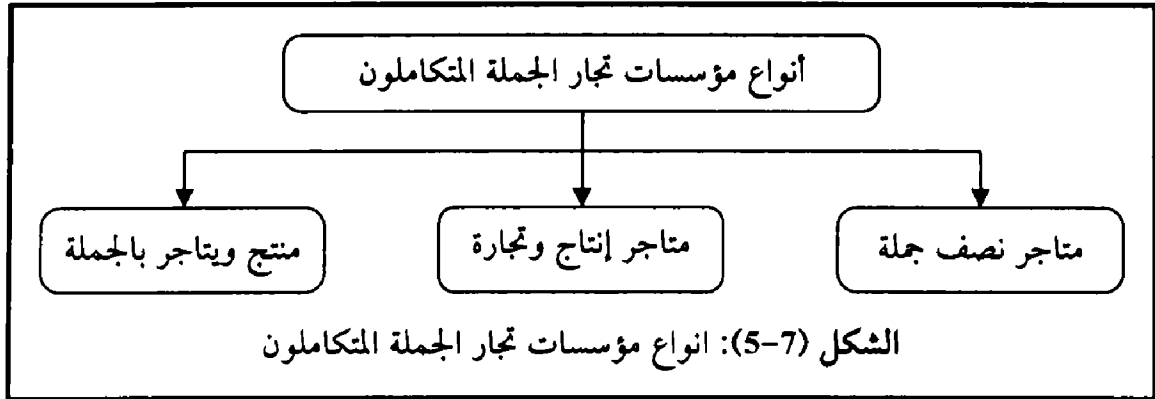 أنواع مؤسسات تجار الجملة المتكاملون
متاجر نصف جملة
متاجر إنتاج وتجارة
منتج ويتاجر بالجملة
الشكل (7-5): انواع مؤسسات تجار الجملة المتكاملون